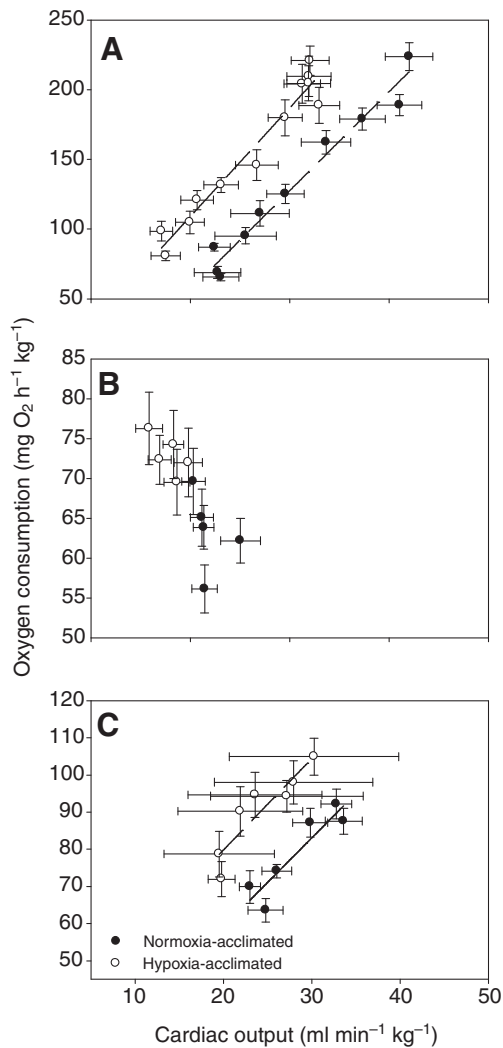 A
250
200
150
100
50
B
85
80
75
70
65
60
55
50
Oxygen consumption (mg O₂ h⁻¹ kg⁻¹)
C
120
110
100
90
80
70
60
50
Normoxia-acclimated
Hypoxia-acclimated
10 20 30 40 50
Cardiac output (ml min⁻¹ kg⁻¹)